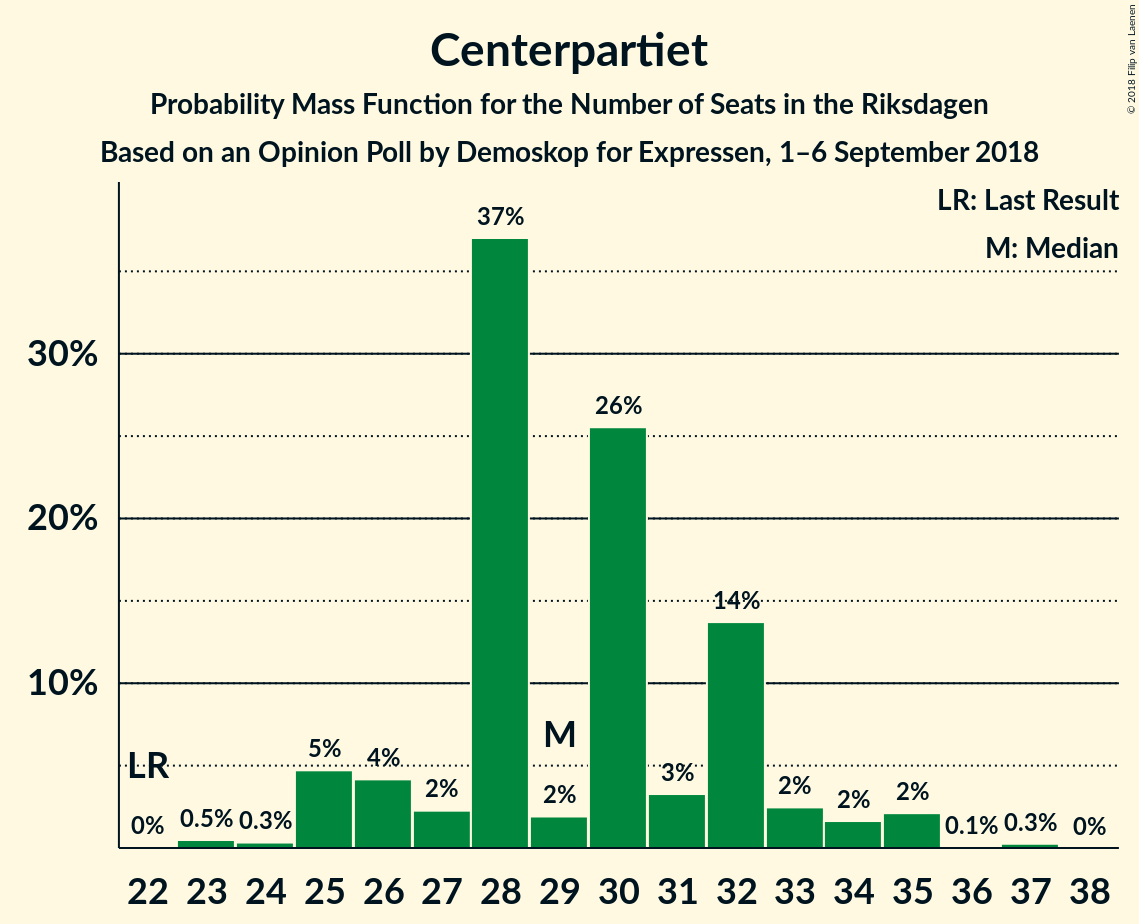 Centerpartiet
Probability Mass Function for the Number of Seats in the Riksdagen
Based on an Opinion Poll by Demoskop for Expressen, 1–6 September 2018
© 2018 Filip van Laenen
LR: Last Result
M: Median
37%
30%
26%
20%
14%
10%
M
LR
5%
4%
3%
2%
2%
2%
2%
2%
0%
0.5%
0.3%
0.1%
0.3%
0%
22 23 24 25 26 27 28 29 30 31 32 33 34 35 36 37 38